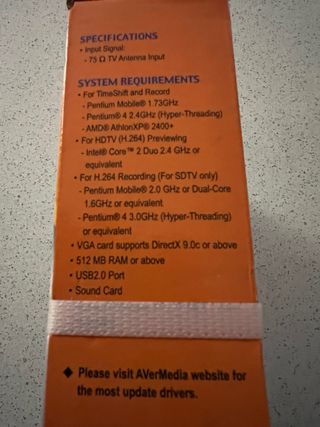 SPECIFICATIONS
• Input Signal:
- 75 Ω TV Antenna Input
SYSTEM REQUIREMENTS
• For TimeShift and Record
- Pentium Mobile® 1.73GHz
- Pentium® 4 2.4GHz (Hyper-Threading)
- AMD® AthlonXP® 2400+
• For HDTV (H.264) Previewing
- Intel® Core™ 2 Duo 2.4 GHz or
equivalent
• For H.264 Recording (For SDTV only)
- Pentium Mobile® 2.0 GHz or Dual-Core
1.6GHz or equivalent
- Pentium® 4 3.0GHz (Hyper-Threading)
or equivalent
• VGA card supports DirectX 9.0c or above
• 512 MB RAM or above
• USB2.0 Port
• Sound Card
◆ Please visit AVerMedia website for
the most update drivers.